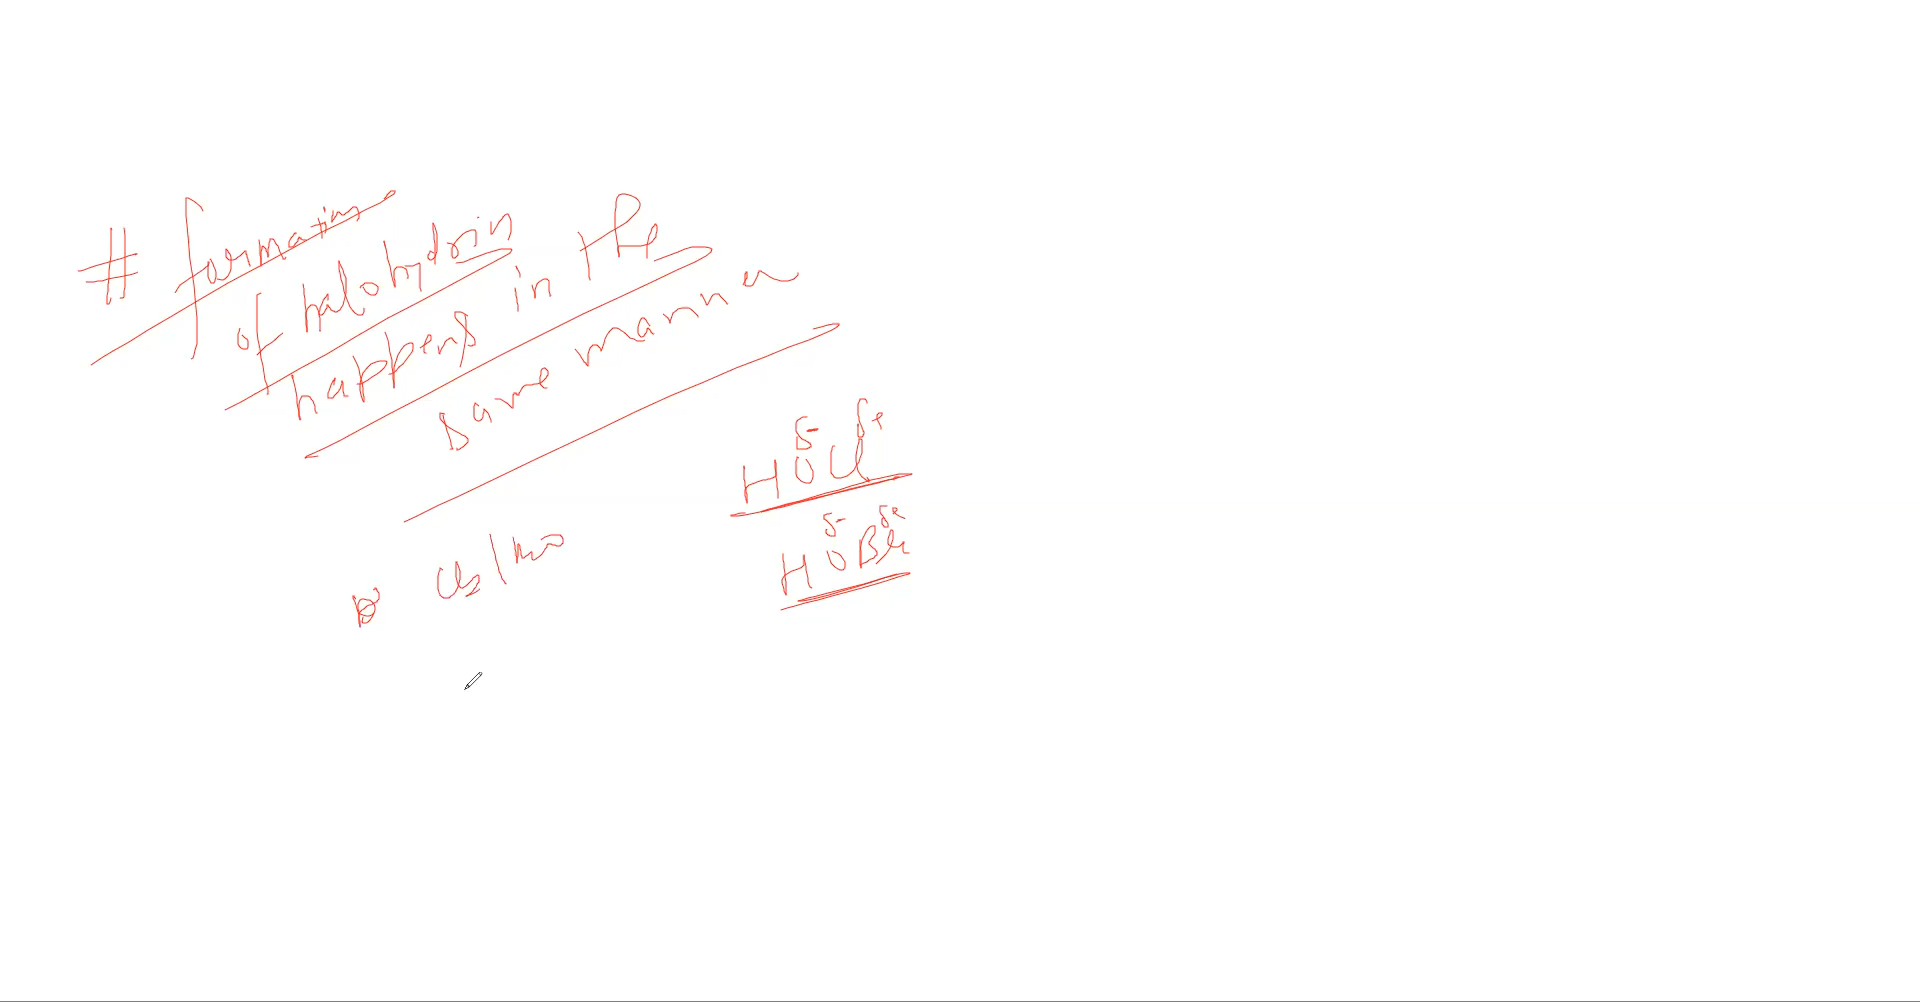 # formation
of halohydrin
happens in the
same manner
HOCl
δ- δ+
HOBr
δ- δ+
Cl2/H2O